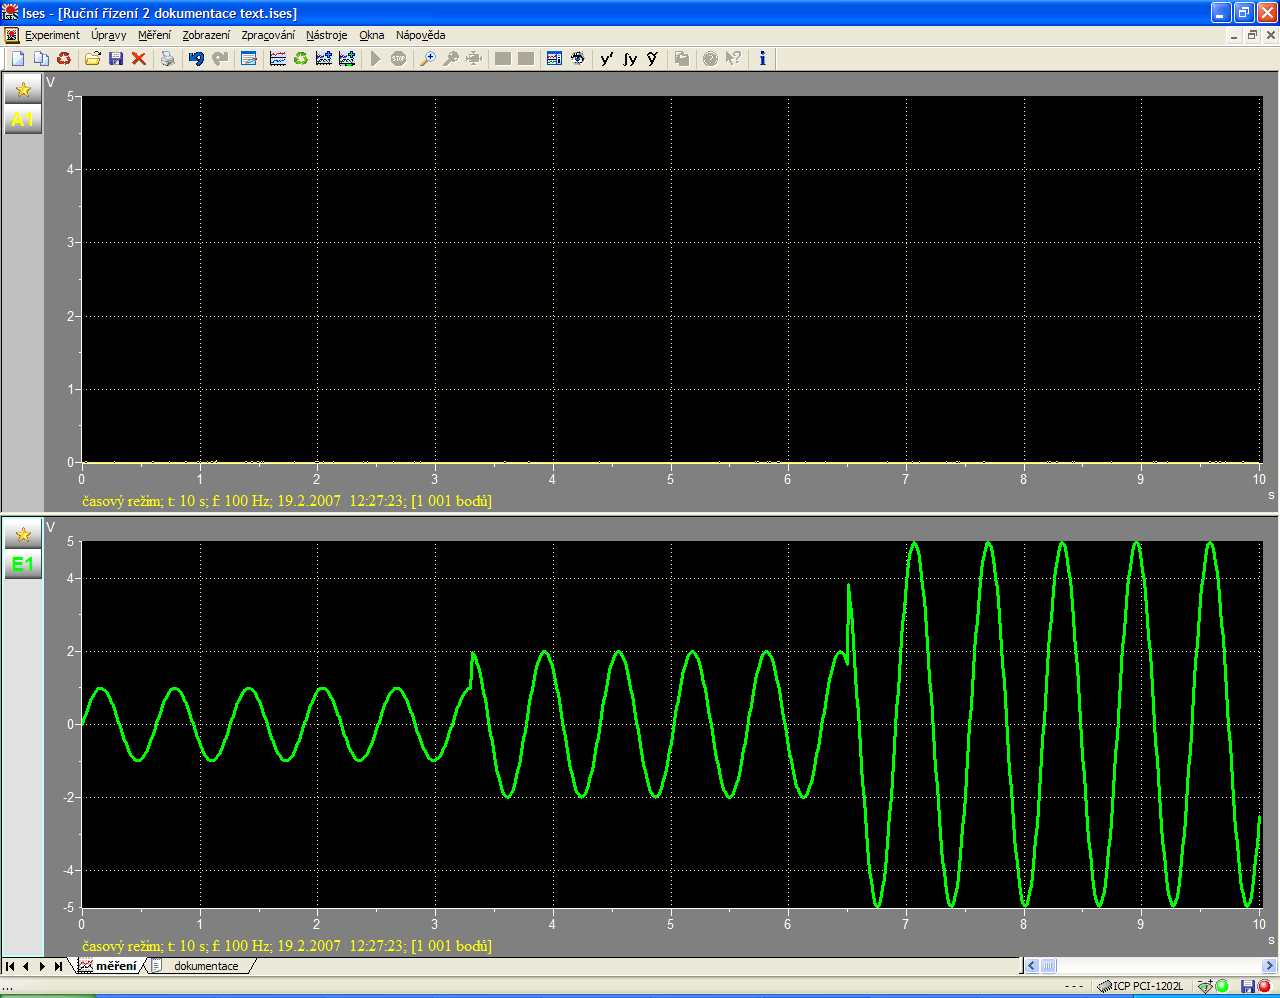 Ises - [Ruční řízení 2 dokumentace text.ises]
Experiment Úpravy Měření Zobrazení Zpracování Nástroje Okna Nápověda
STOP y' ∫y ỹ ? ? i
V
A1
5
4
3
2
1
0
0 1 2 3 4 5 6 7 8 9 10
s
časový režim; t: 10 s; f: 100 Hz; 19.2.2007 12:27:23; [1 001 bodů]
V
E1
5
4
2
0
-2
-4
-5
0 1 2 3 4 5 6 7 8 9 10
s
časový režim; t: 10 s; f: 100 Hz; 19.2.2007 12:27:23; [1 001 bodů]
měření dokumentace
... - - - ICP PCI-1202L